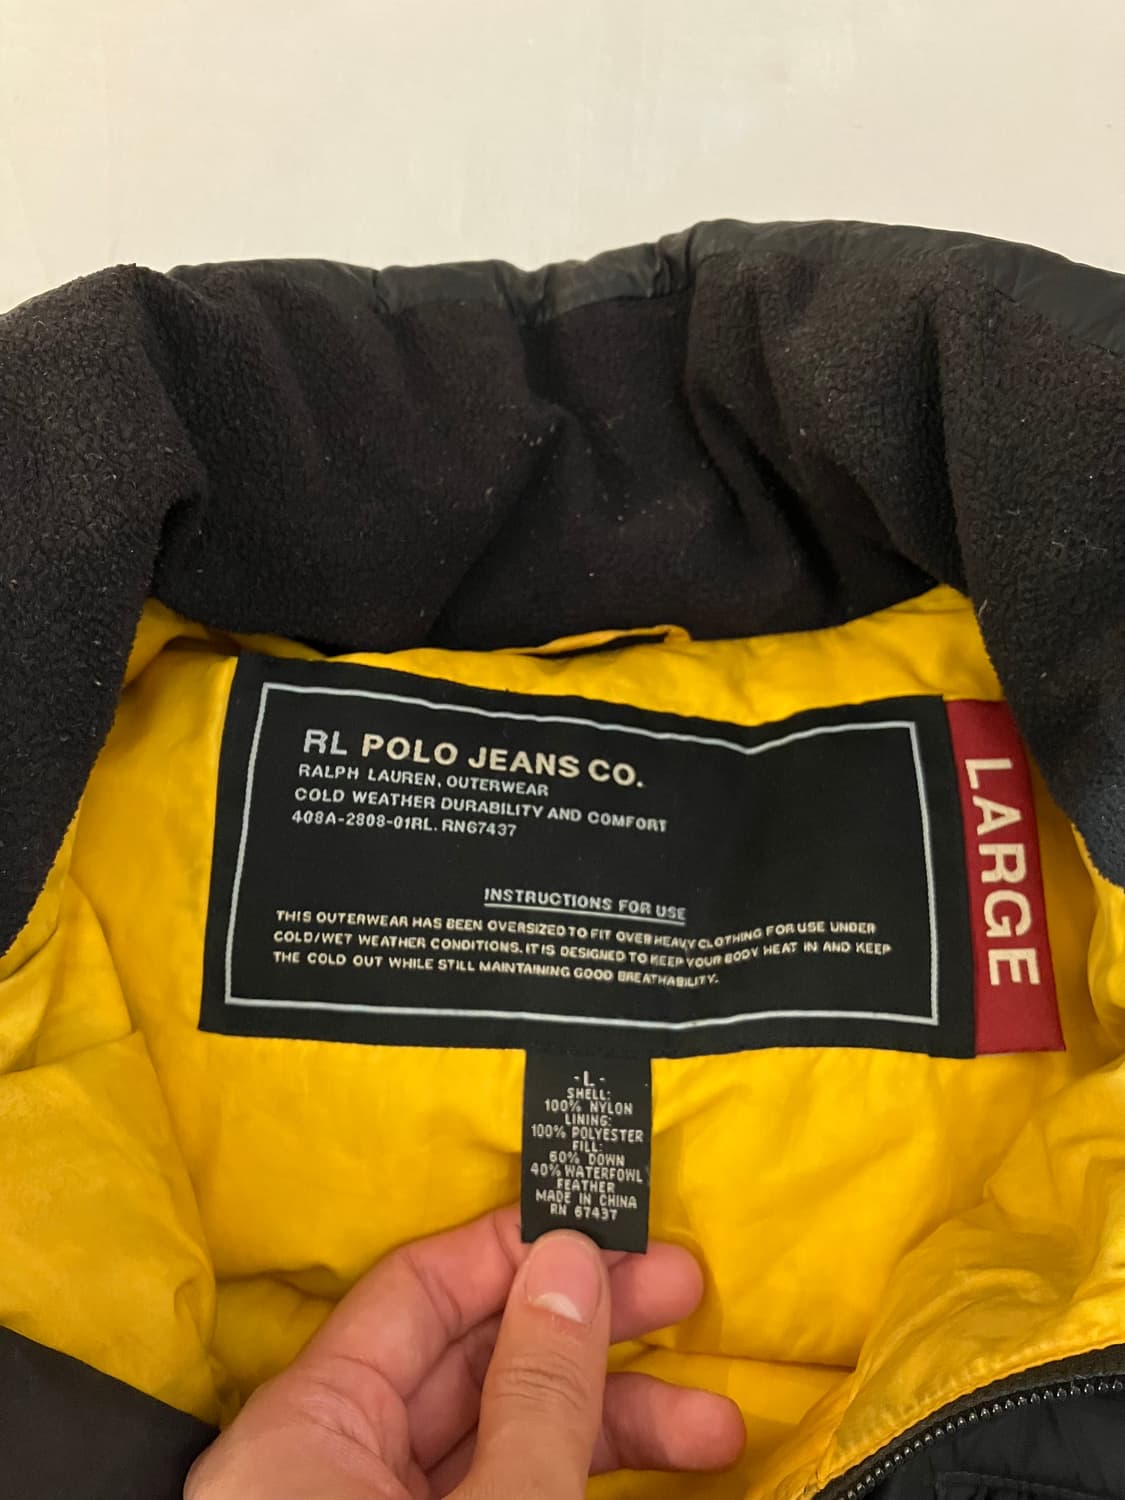 RL POLO JEANS CO.
RALPH LAUREN, OUTERWEAR
COLD WEATHER DURABILITY AND COMFORT
408A-2808-01RL. RN67437
INSTRUCTIONS FOR USE
THIS OUTERWEAR HAS BEEN OVERSIZED TO FIT OVER HEAVY CLOTHING FOR USE UNDER
COLD/WET WEATHER CONDITIONS. IT IS DESIGNED TO KEEP YOUR BODY HEAT IN AND KEEP
THE COLD OUT WHILE STILL MAINTAINING GOOD BREATHABILITY.
LARGE
- L -
SHELL:
100% NYLON
LINING:
100% POLYESTER
FILL:
60% DOWN
40% WATERFOWL
FEATHER
MADE IN CHINA
RN 67437